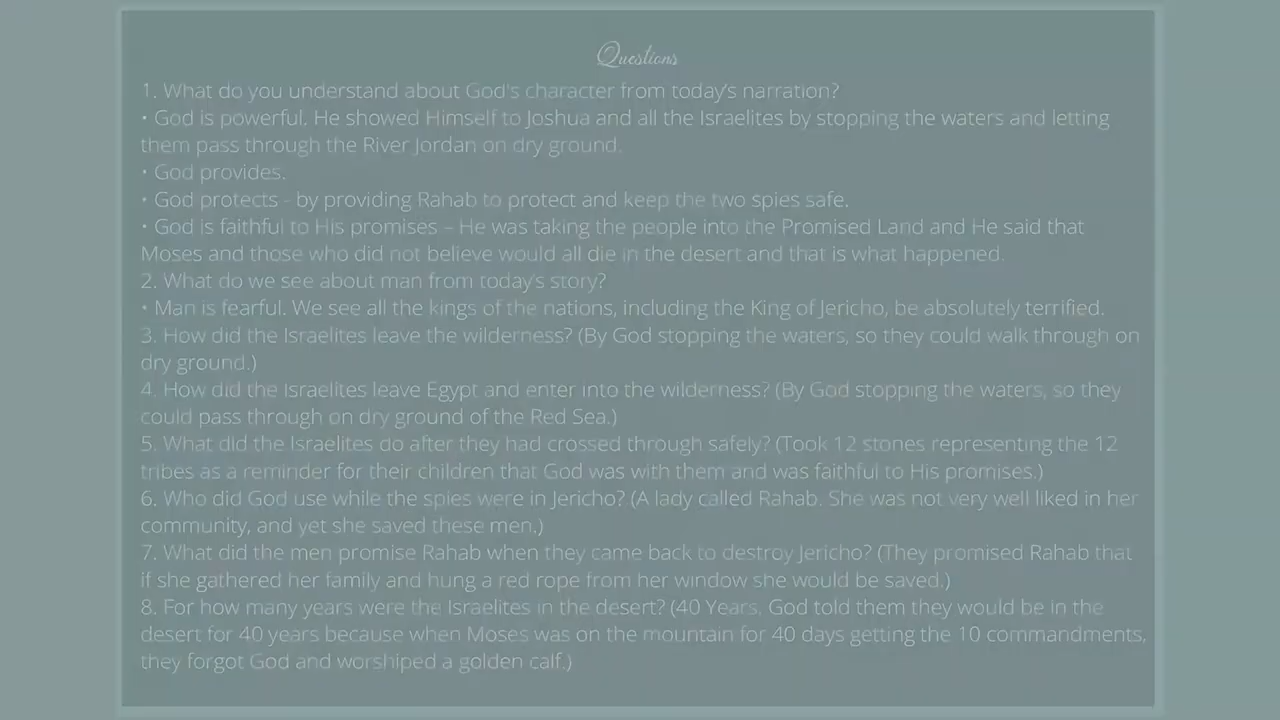 Questions
1. What do you understand about God's character from today's narration?
• God is powerful. He showed Himself to Joshua and all the Israelites by stopping the waters and letting
them pass through the River Jordan on dry ground.
• God provides.
• God protects - by providing Rahab to protect and keep the two spies safe.
• God is faithful to His promises – He was taking the people into the Promised Land and He said that
Moses and those who did not believe would all die in the desert and that is what happened.
2. What do we see about man from today's story?
• Man is fearful. We see all the kings of the nations, including the King of Jericho, be absolutely terrified.
3. How did the Israelites leave the wilderness? (By God stopping the waters, so they could walk through on
dry ground.)
4. How did the Israelites leave Egypt and enter into the wilderness? (By God stopping the waters, so they
could pass through on dry ground of the Red Sea.)
5. What did the Israelites do after they had crossed through safely? (Took 12 stones representing the 12
tribes as a reminder for their children that God was with them and was faithful to His promises.)
6. Who did God use while the spies were in Jericho? (A lady called Rahab. She was not very well liked in her
community, and yet she saved these men.)
7. What did the men promise Rahab when they came back to destroy Jericho? (They promised Rahab that
if she gathered her family and hung a red rope from her window she would be saved.)
8. For how many years were the Israelites in the desert? (40 Years. God told them they would be in the
desert for 40 years because when Moses was on the mountain for 40 days getting the 10 commandments,
they forgot God and worshiped a golden calf.)